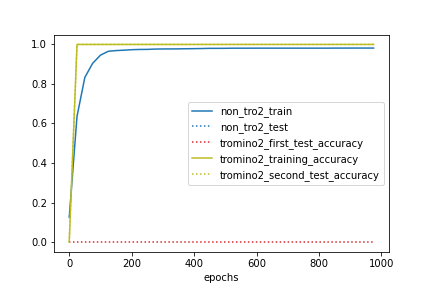 1.0
0.8
0.6
0.4
0.2
0.0
non_tro2_train
non_tro2_test
tromino2_first_test_accuracy
tromino2_training_accuracy
tromino2_second_test_accuracy
0 200 400 600 800 1000
epochs